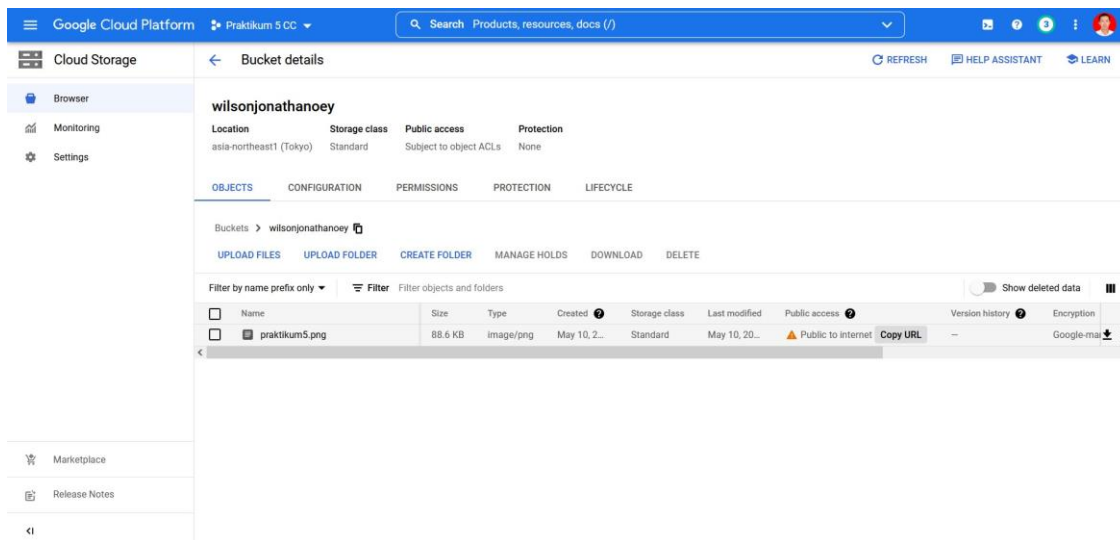 Google Cloud Platform Praktikum 5 CC Search Products, resources, docs (/) 3
Cloud Storage Bucket details REFRESH HELP ASSISTANT LEARN
Browser
Monitoring
Settings
Marketplace
Release Notes
wilsonjonathanoey
Location Storage class Public access Protection
asia-northeast1 (Tokyo) Standard Subject to object ACLs None
OBJECTS CONFIGURATION PERMISSIONS PROTECTION LIFECYCLE
Buckets > wilsonjonathanoey
UPLOAD FILES UPLOAD FOLDER CREATE FOLDER MANAGE HOLDS DOWNLOAD DELETE
Filter by name prefix only Filter Filter objects and folders Show deleted data
Name Size Type Created Storage class Last modified Public access Version history Encryption
praktikum5.png 88.6 KB image/png May 10, 2... Standard May 10, 20... Public to internet Copy URL — Google-mar